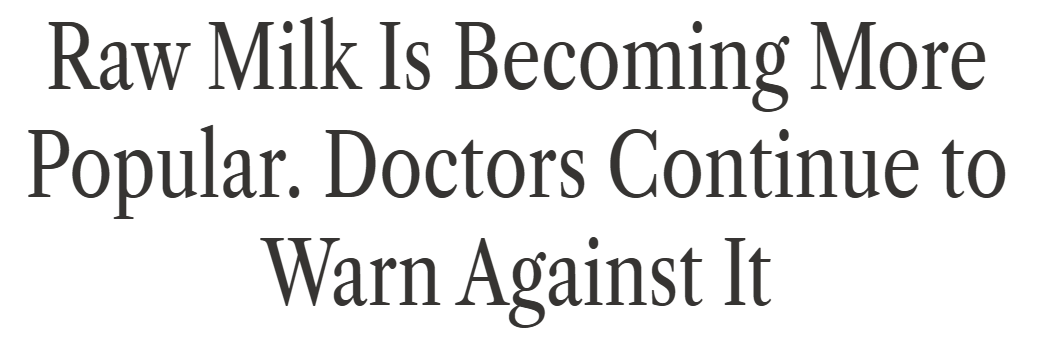 Raw Milk Is Becoming More
Popular. Doctors Continue to
Warn Against It